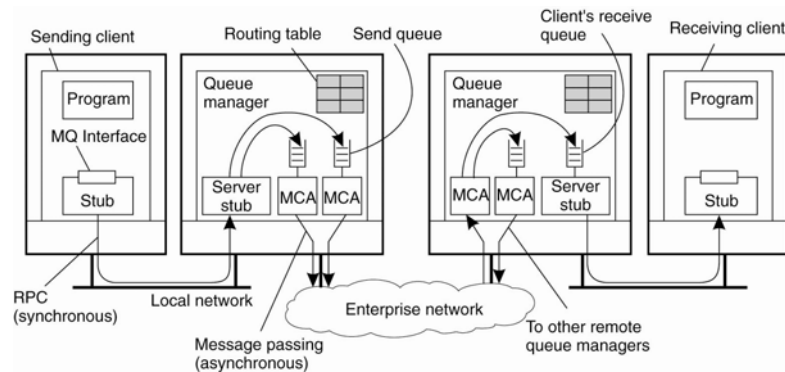 Sending client
Routing table
Send queue
Client's receive
queue
Receiving client
Program
Queue
manager
Queue
manager
Program
MQ Interface
Stub
Server
stub
MCA
MCA
MCA
MCA
Server
stub
Stub
RPC
(synchronous)
Local network
Enterprise network
Message passing
(asynchronous)
To other remote
queue managers